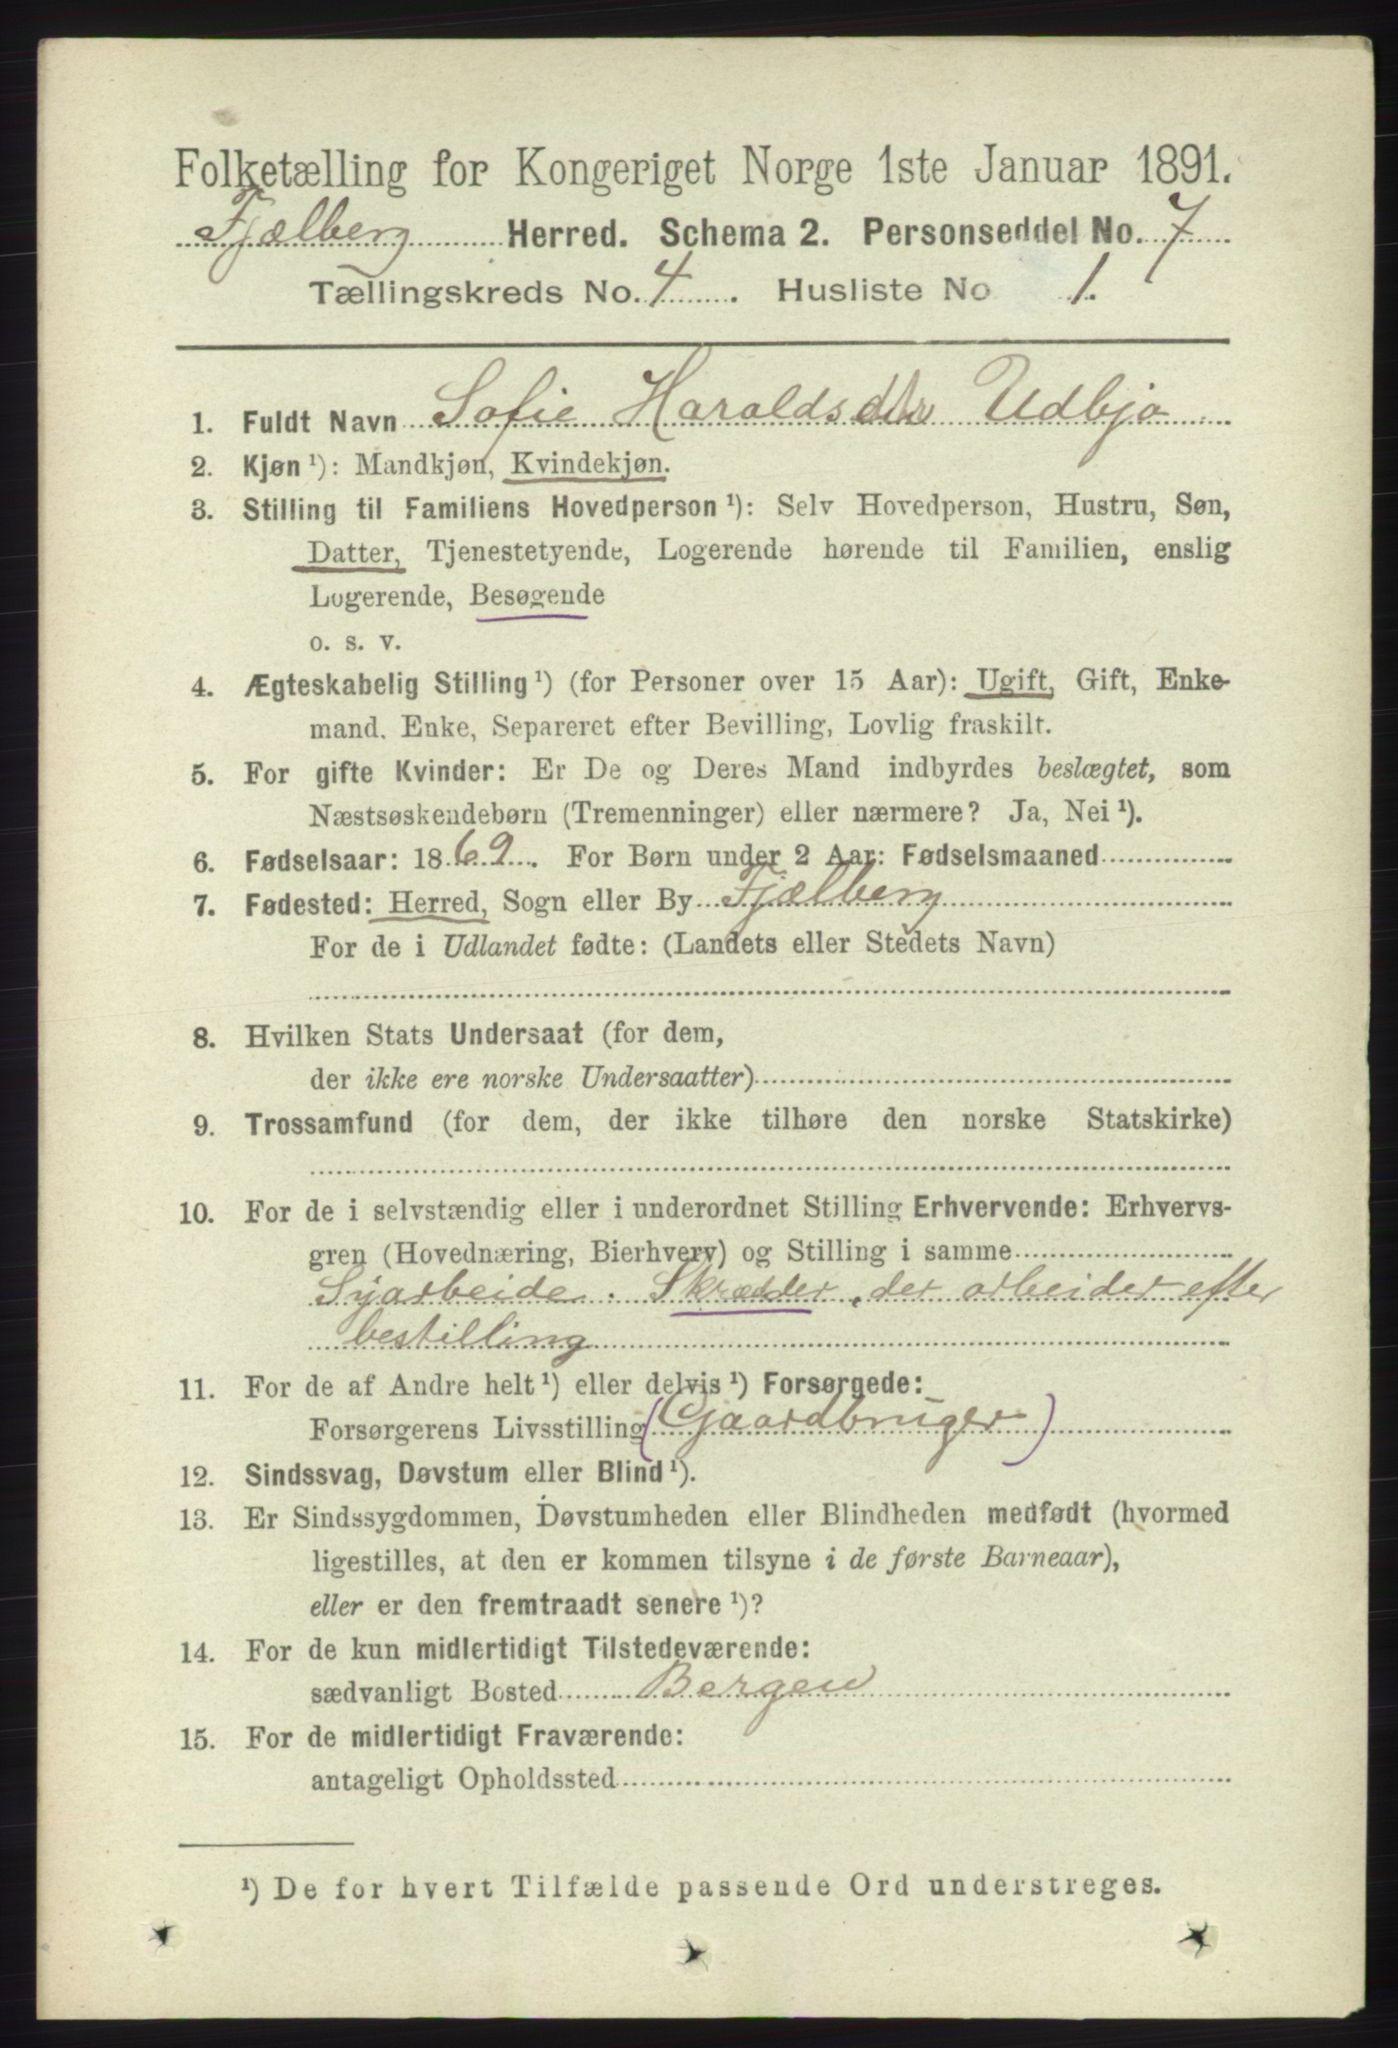 Folketælling for Kongeriget Norge 1ste Januar 1891.
Fjælberg Herred. Schema 2. Personseddel No. 7
Tællingskreds No. 4. Husliste No 1.
1. Fuldt Navn Sofie Haraldsdtr Udbjo
2. Kjøn ¹): Mandkjøn, Kvindekjøn.
3. Stilling til Familiens Hovedperson ¹): Selv Hovedperson, Hustru, Søn,
Datter, Tjenestetyende, Logerende hørende til Familien, enslig
Logerende, Besøgende
o. s. v.
4. Ægteskabelig Stilling ¹) (for Personer over 15 Aar): Ugift, Gift, Enke-
mand. Enke, Separeret efter Bevilling, Lovlig fraskilt.
5. For gifte Kvinder: Er De og Deres Mand indbyrdes beslægtet, som
Næstsøskendebørn (Tremenninger) eller nærmere? Ja, Nei ¹).
6. Fødselsaar: 1869. For Børn under 2 Aar: Fødselsmaaned
7. Fødested: Herred, Sogn eller By Fjælberg
For de i Udlandet fødte: (Landets eller Stedets Navn)
8. Hvilken Stats Undersaat (for dem,
der ikke ere norske Undersaatter)
9. Trossamfund (for dem, der ikke tilhøre den norske Statskirke)
10. For de i selvstændig eller i underordnet Stilling Erhvervende: Erhvervs-
gren (Hovednæring, Bierhverv) og Stilling i samme
Syarbeide. Skrædder, der arbeider efter
bestilling
11. For de af Andre helt ¹) eller delvis ¹) Forsørgede:
Forsørgerens Livsstilling (Gaardbruger)
12. Sindssvag, Døvstum eller Blind ¹).
13. Er Sindssygdommen, Døvstumheden eller Blindheden medfødt (hvormed
ligestilles, at den er kommen tilsyne i de første Barneaar),
eller er den fremtraadt senere ¹)?
14. For de kun midlertidigt Tilstedeværende:
sædvanligt Bosted Bergen
15. For de midlertidigt Fraværende:
antageligt Opholdssted
¹) De for hvert Tilfælde passende Ord understreges.